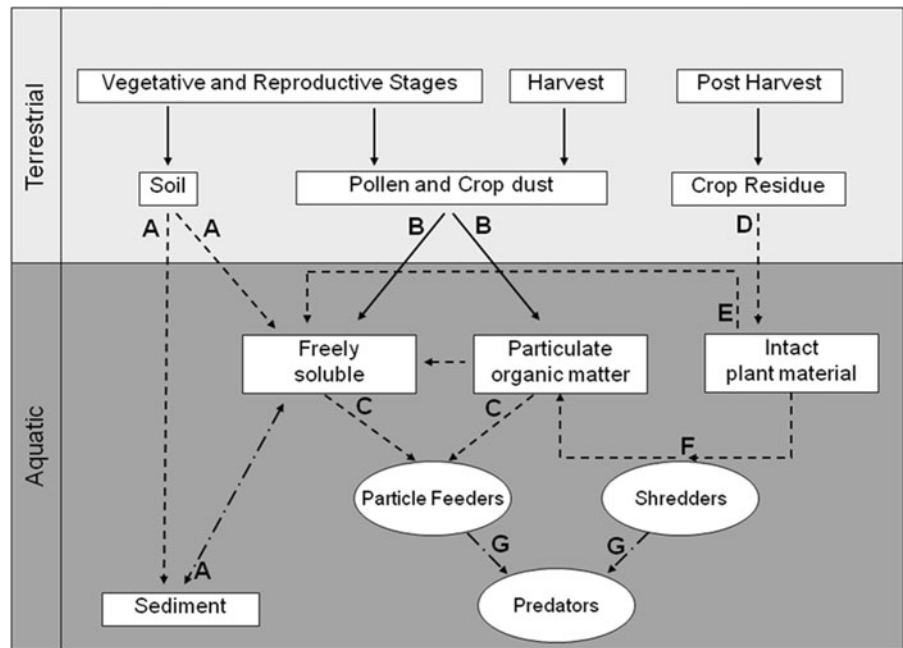 Terrestrial
Vegetative and Reproductive Stages
Harvest
Post Harvest
Soil
Pollen and Crop dust
Crop Residue
A
A
B
B
D
Aquatic
E
Freely
soluble
Particulate
organic matter
Intact
plant material
C
C
F
Particle Feeders
Shredders
G
G
A
Sediment
Predators